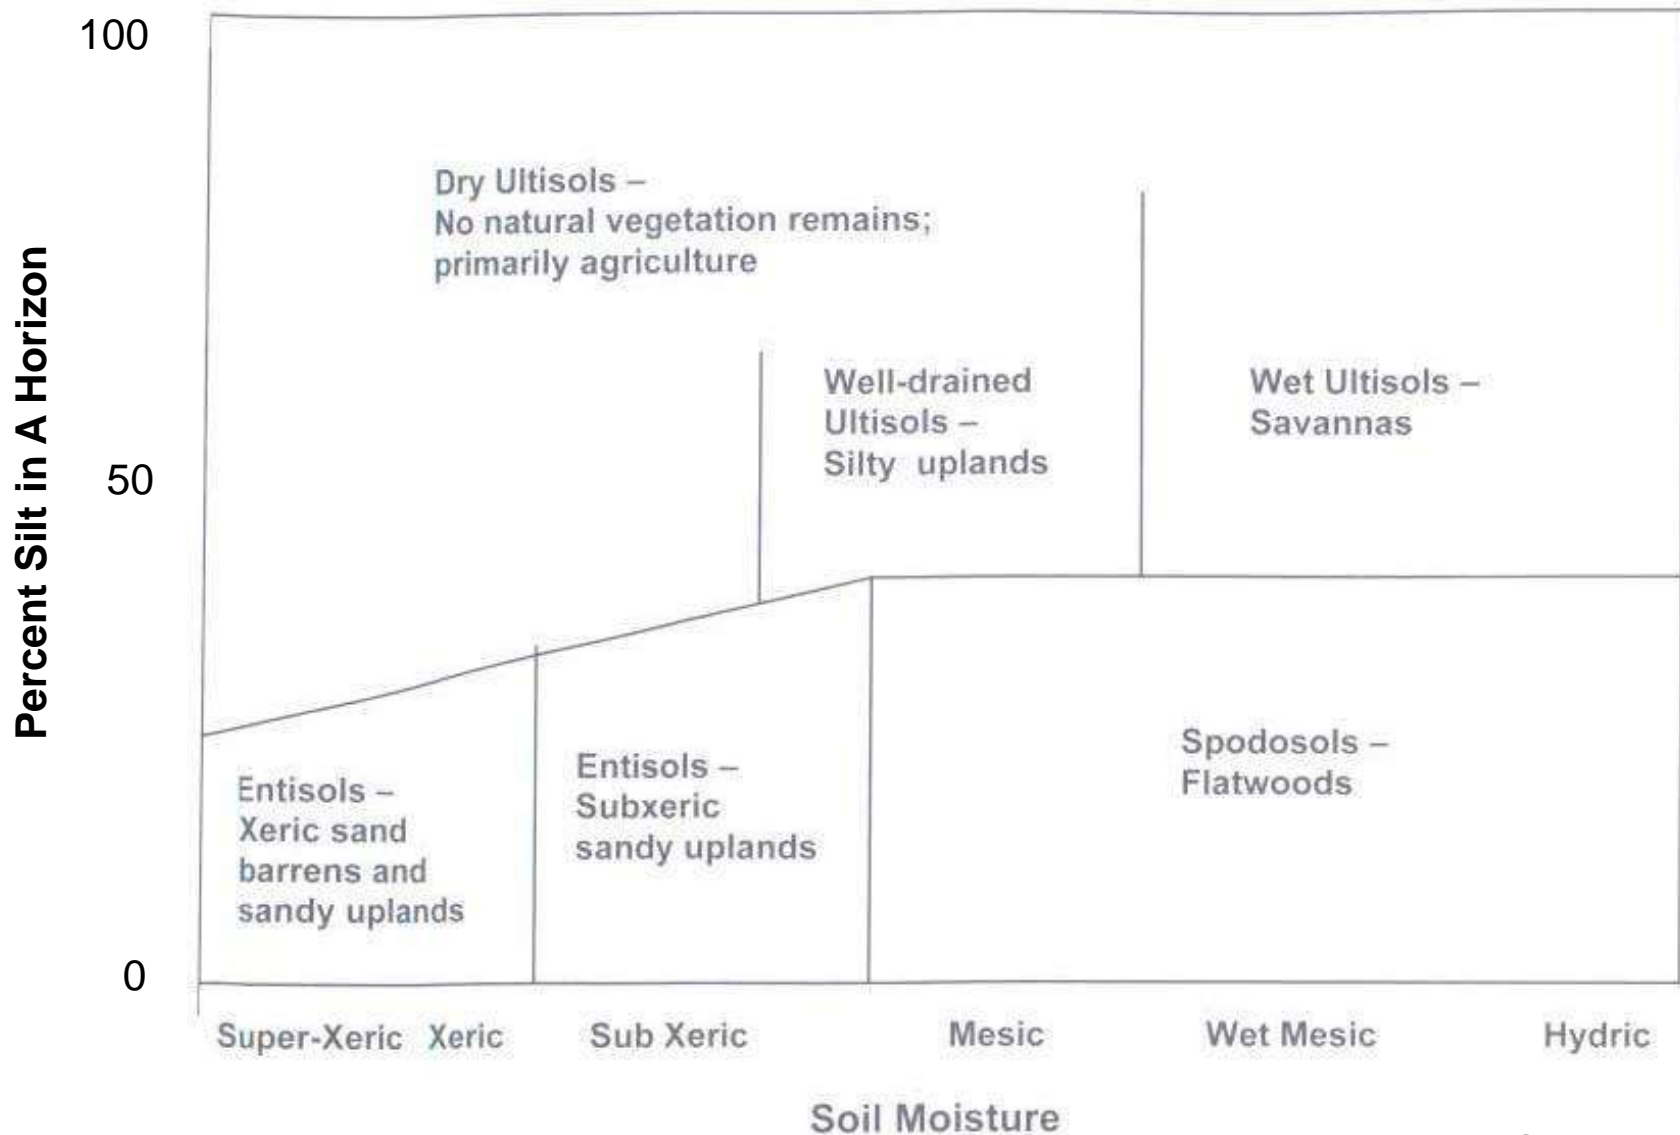 100
Dry Ultisols –
No natural vegetation remains;
primarily agriculture
Percent Silt in A Horizon
Well-drained
Ultisols –
Silty uplands
Wet Ultisols –
Savannas
50
Entisols –
Xeric sand
barrens and
sandy uplands
Entisols –
Subxeric
sandy uplands
Spodosols –
Flatwoods
0
Super-Xeric Xeric Sub Xeric Mesic Wet Mesic Hydric
Soil Moisture